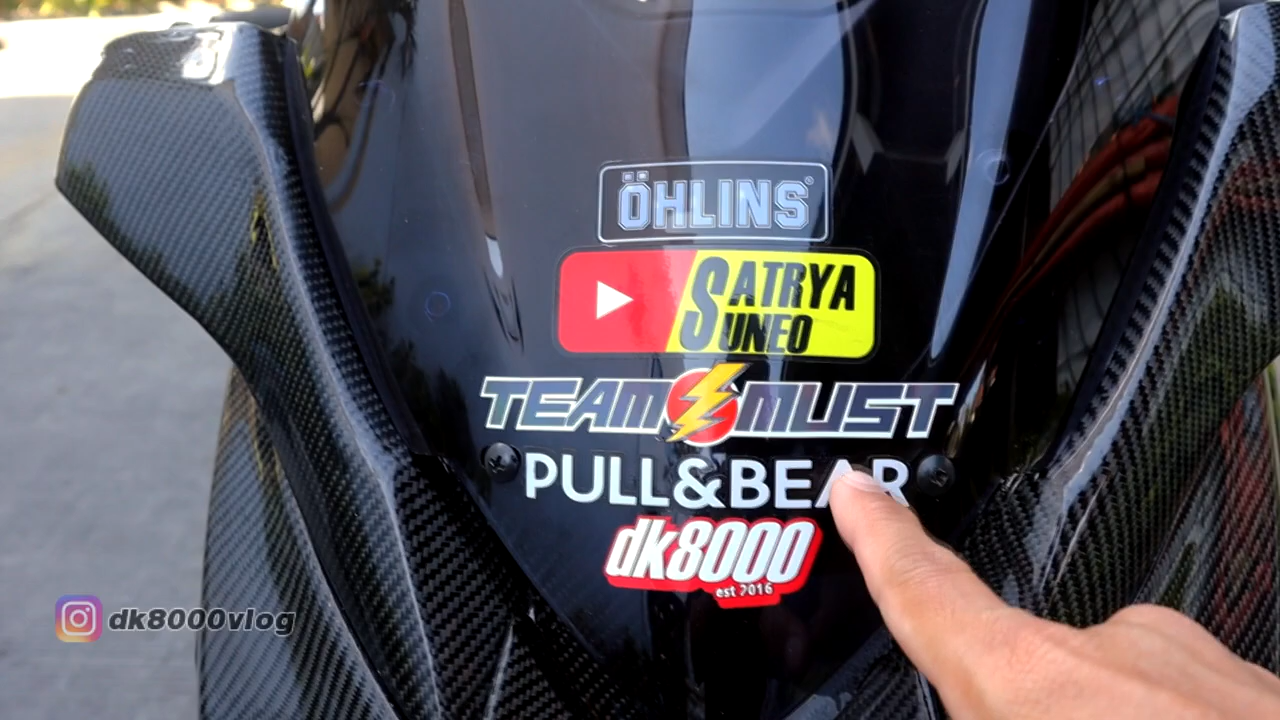 ÖHLINS®
SATRYA
SUNEO
TEAM MUST
PULL&BEAR
dk8000
est 2016
dk8000vlog